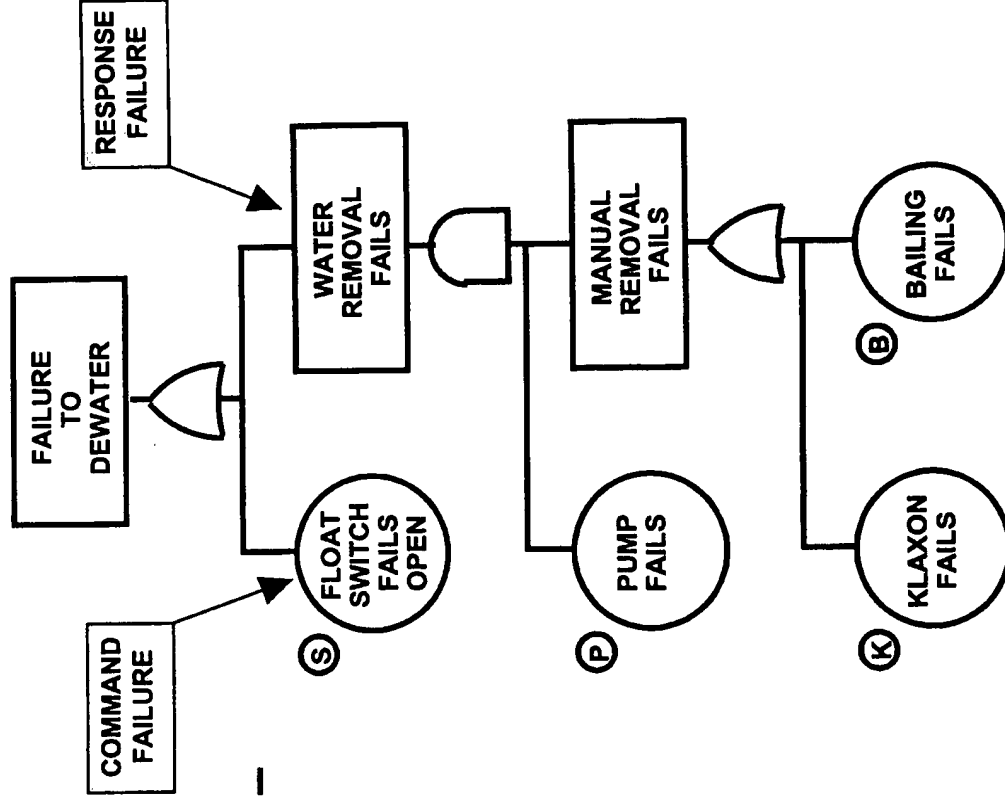 FAILURE
TO
DEWATER
COMMAND
FAILURE
RESPONSE
FAILURE
S
FLOAT
SWITCH
FAILS
OPEN
WATER
REMOVAL
FAILS
P
PUMP
FAILS
MANUAL
REMOVAL
FAILS
K
KLAXON
FAILS
B
BAILING
FAILS